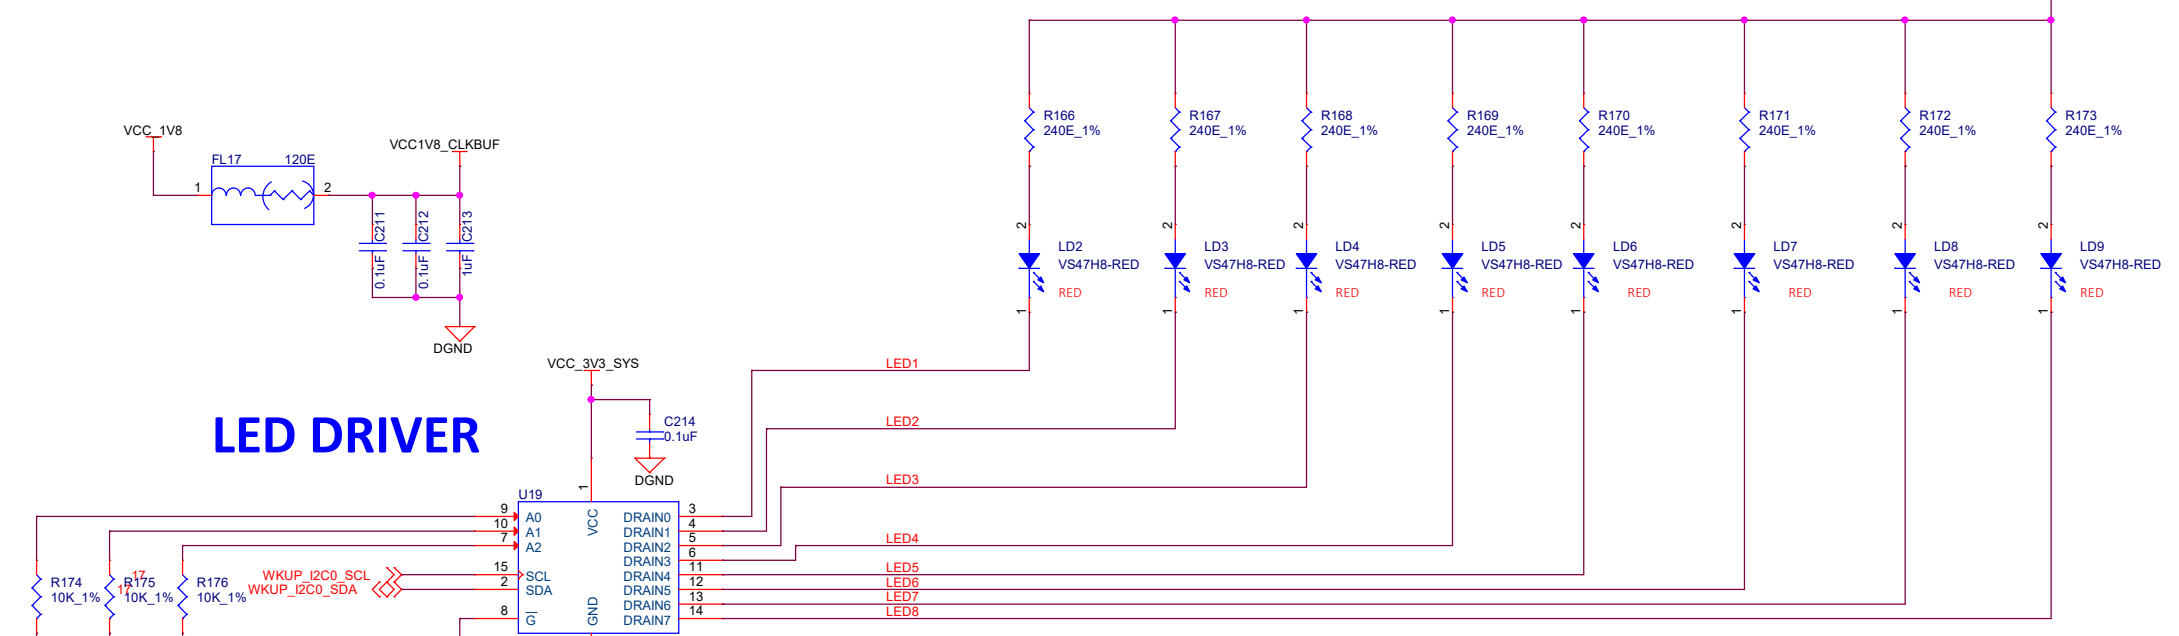 R166
240E_1%
R167
240E_1%
R168
240E_1%
R169
240E_1%
R170
240E_1%
R171
240E_1%
R172
240E_1%
R173
240E_1%
VCC_1V8
VCC1V8_CLKBUF
FL17
120E
1
2
C211
0.1uF
C212
0.1uF
C213
1uF
DGND
2
LD2
VS47H8-RED
RED
1
2
LD3
VS47H8-RED
RED
1
2
LD4
VS47H8-RED
RED
1
2
LD5
VS47H8-RED
RED
1
2
LD6
VS47H8-RED
RED
1
2
LD7
VS47H8-RED
RED
1
2
LD8
VS47H8-RED
RED
1
2
LD9
VS47H8-RED
RED
1
VCC_3V3_SYS
C214
0.1uF
DGND
LED DRIVER
LED1
LED2
LED3
LED4
LED5
LED6
LED7
LED8
U19
1
VCC
GND
9
A0
10
A1
7
A2
15
SCL
2
SDA
8
G
DRAIN0
3
DRAIN1
4
DRAIN2
5
DRAIN3
6
DRAIN4
11
DRAIN5
12
DRAIN6
13
DRAIN7
14
R174
10K_1%
17
R175
17
10K_1%
R176
10K_1%
WKUP_I2C0_SCL
WKUP_I2C0_SDA